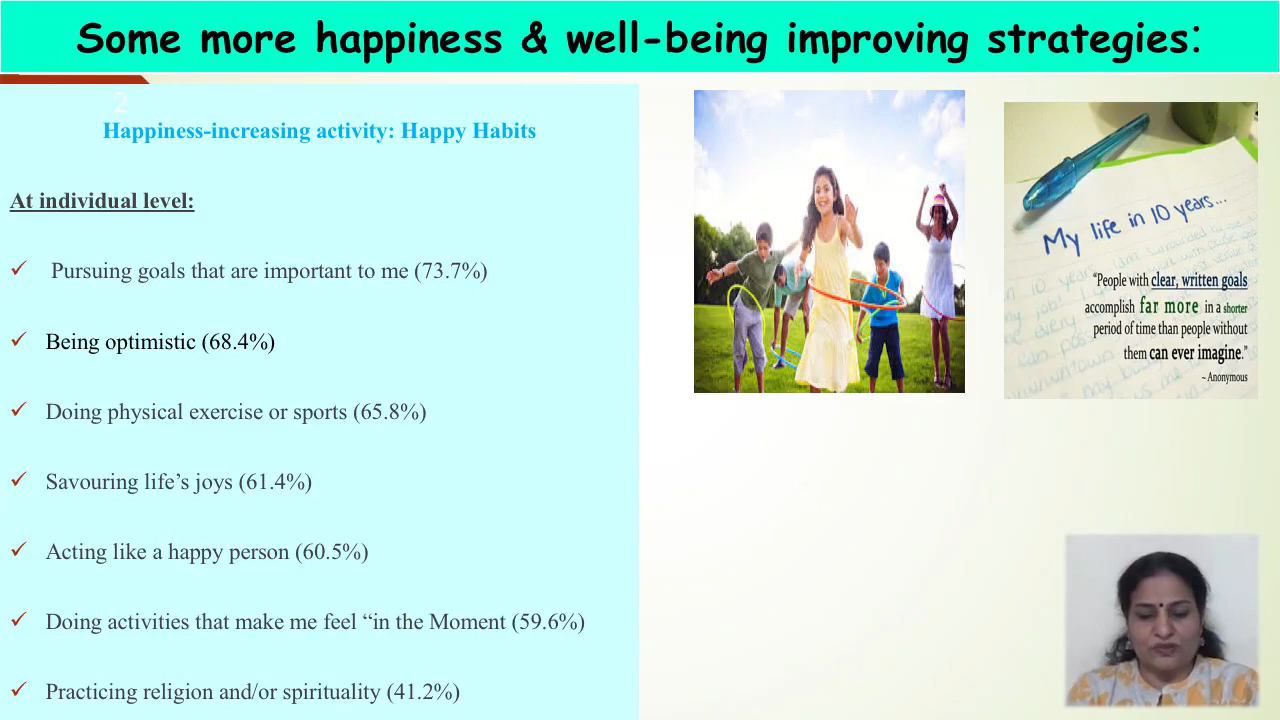 Some more happiness & well-being improving strategies:
2
Happiness-increasing activity: Happy Habits
At individual level:
✓ Pursuing goals that are important to me (73.7%)
✓ Being optimistic (68.4%)
✓ Doing physical exercise or sports (65.8%)
✓ Savouring life’s joys (61.4%)
✓ Acting like a happy person (60.5%)
✓ Doing activities that make me feel “in the Moment (59.6%)
✓ Practicing religion and/or spirituality (41.2%)
My life in 10 years...
“People with clear, written goals
accomplish far more in a shorter
period of time than people without
them can ever imagine.”
~ Anonymous